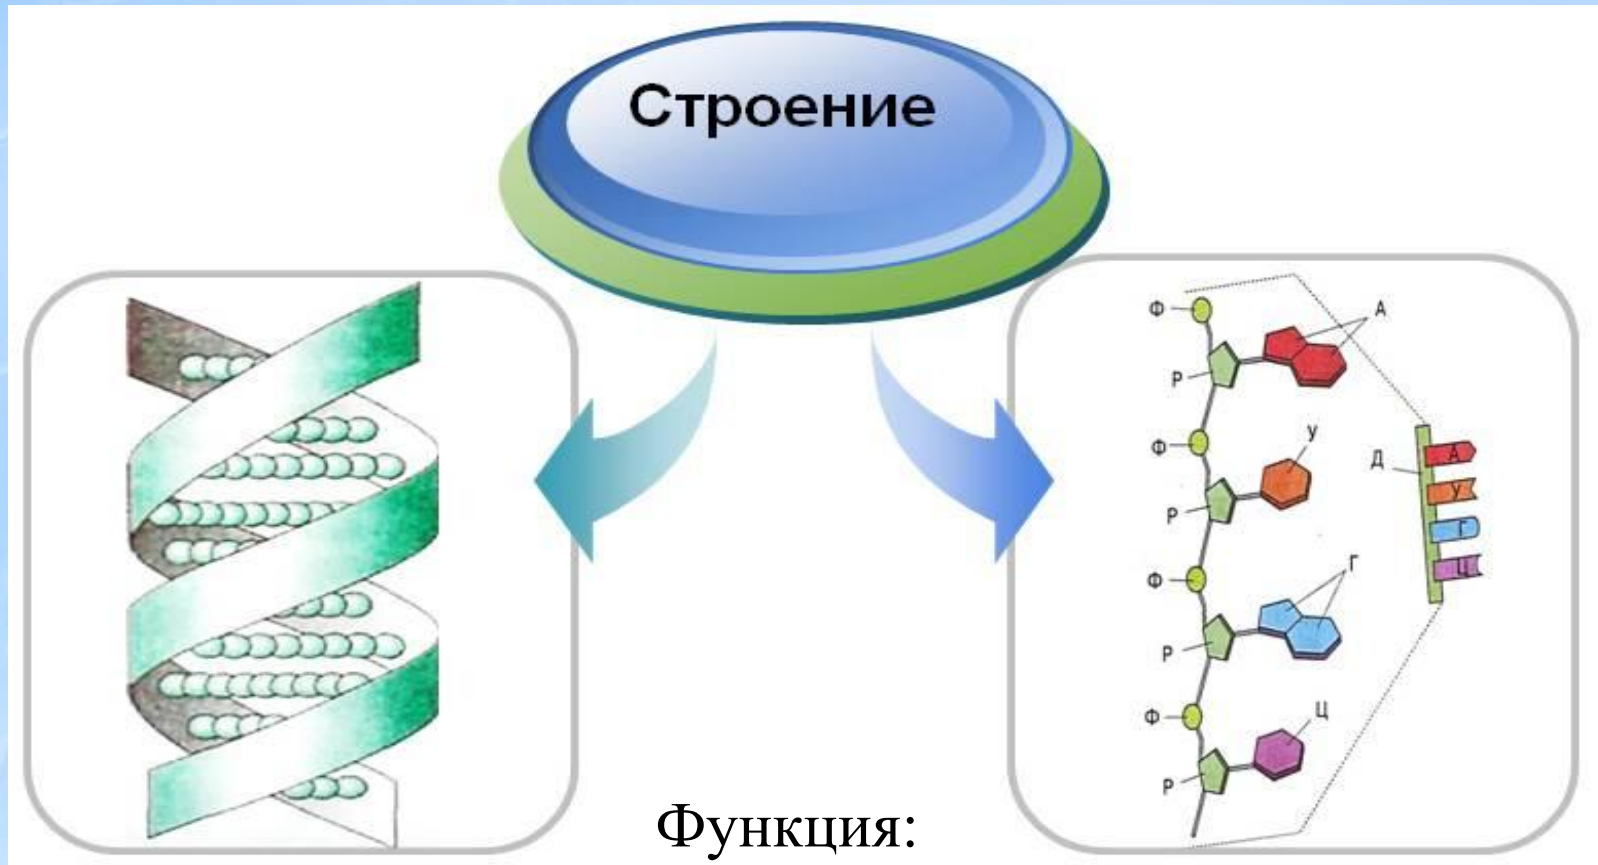 Строение
Ф
А
Р
Ф
У
Д
А
У
Г
Ц
Р
Ф
Г
Р
Ф
Ц
Р
Функция: